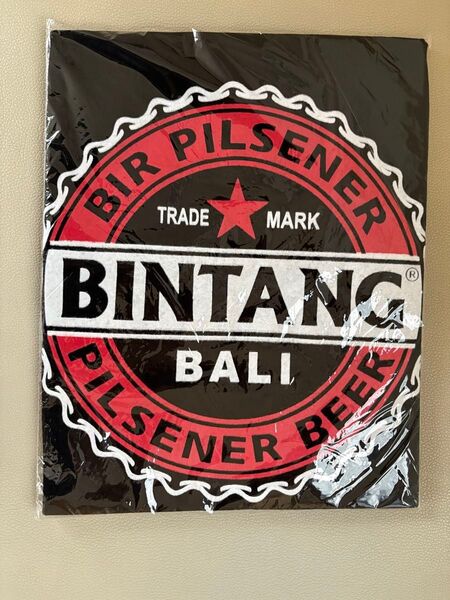 BIR PILSENER
TRADE MARK
BINTANG®
BALI
PILSENER BEER